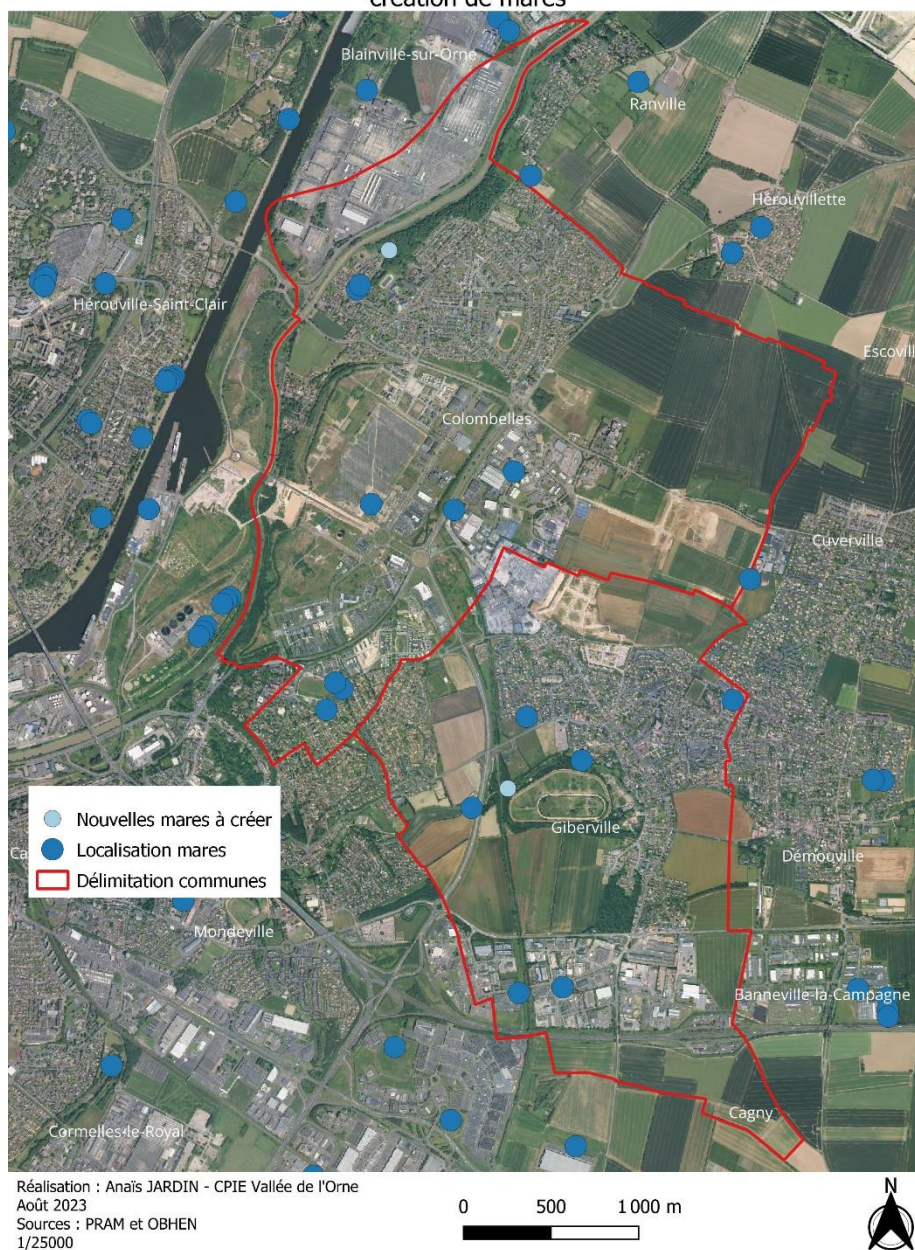 création de mares
Blainville-sur-Orne
Ranville
Hérouvillette
Hérouville-Saint-Clair
Escovill
Colombelles
Cuverville
Nouvelles mares à créer
Localisation mares
Délimitation communes
Ca
Giberville
Démouville
Mondeville
Banneville-la-Campagne
Cagny
Cormelles-le-Royal
Réalisation : Anaïs JARDIN - CPIE Vallée de l'Orne
Août 2023
Sources : PRAM et OBHEN
1/25000
0 500 1 000 m
N